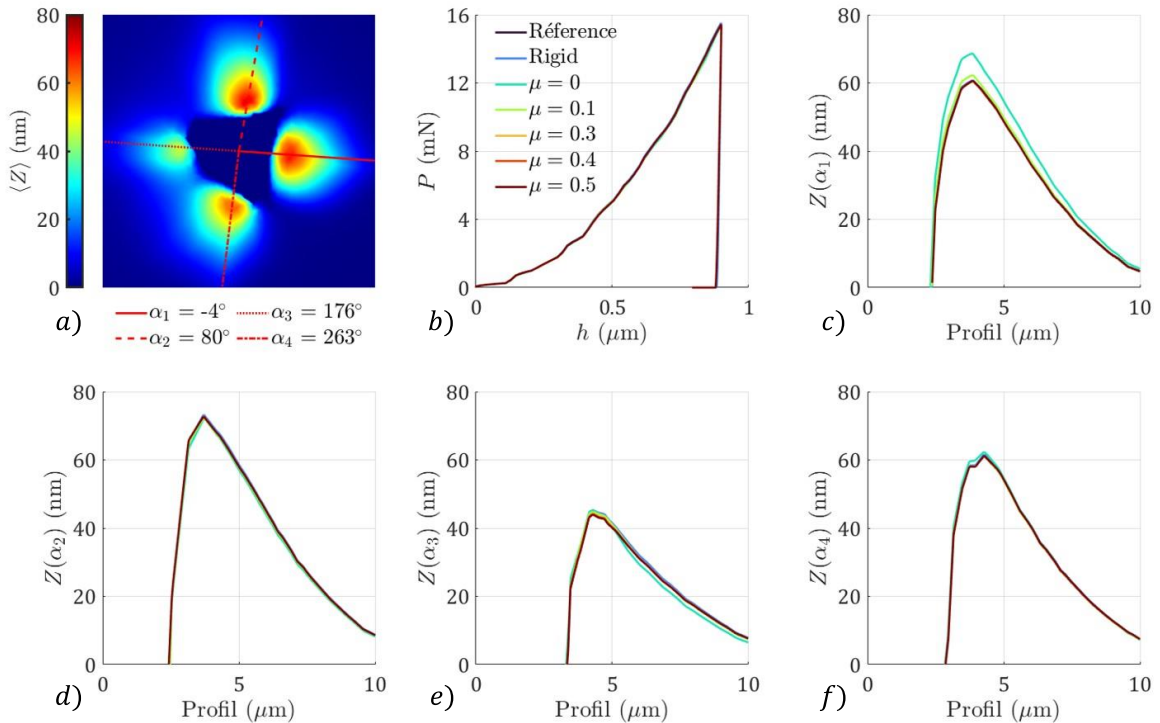 80
60
40
20
0
⟨Z⟩ (nm)
α₁ = -4° α₃ = 176°
α₂ = 80° α₄ = 263°
a)
16
12
8
4
0
P (mN)
Réference
Rigid
μ = 0
μ = 0.1
μ = 0.3
μ = 0.4
μ = 0.5
0 0.5 1
h (μm)
b)
80
60
40
20
0
Z(α₁) (nm)
0 5 10
Profil (μm)
c)
80
60
40
20
0
Z(α₂) (nm)
0 5 10
Profil (μm)
d)
80
60
40
20
0
Z(α₃) (nm)
0 5 10
Profil (μm)
e)
80
60
40
20
0
Z(α₄) (nm)
0 5 10
Profil (μm)
f)